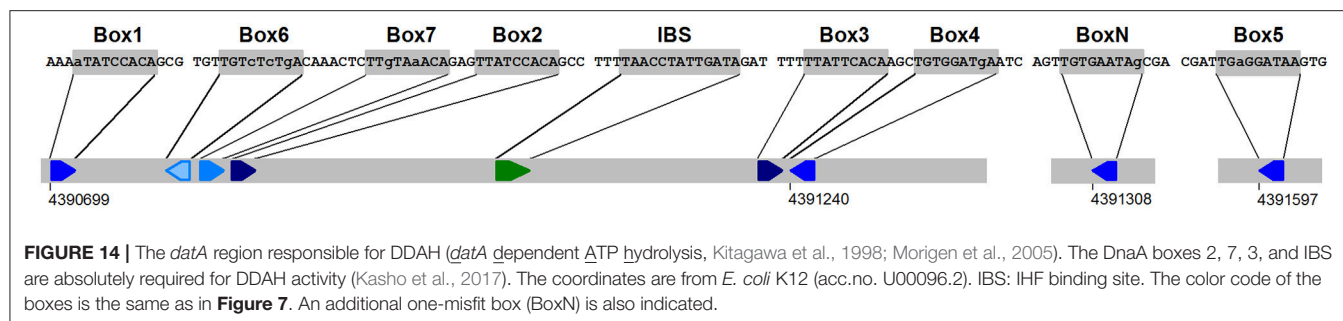 Box1 Box6 Box7 Box2 IBS Box3 Box4 BoxN Box5
AAAaTATCCACAGCG TGTTGTCtCtTgACAAACTCTTgTAaACAGAGTTATCCACAGCC TTTTAACCTATTGATAGAT TTTTTATTCACAAGCTGTGGATgAATC AGTTGTGAATAgCGA CGATTGaGGATAAGTG
4390699 4391240 4391308 4391597
FIGURE 14 | The datA region responsible for DDAH (datA dependent ATP hydrolysis, Kitagawa et al., 1998; Morigen et al., 2005). The DnaA boxes 2, 7, 3, and IBS
are absolutely required for DDAH activity (Kasho et al., 2017). The coordinates are from E. coli K12 (acc.no. U00096.2). IBS: IHF binding site. The color code of the
boxes is the same as in Figure 7. An additional one-misfit box (BoxN) is also indicated.